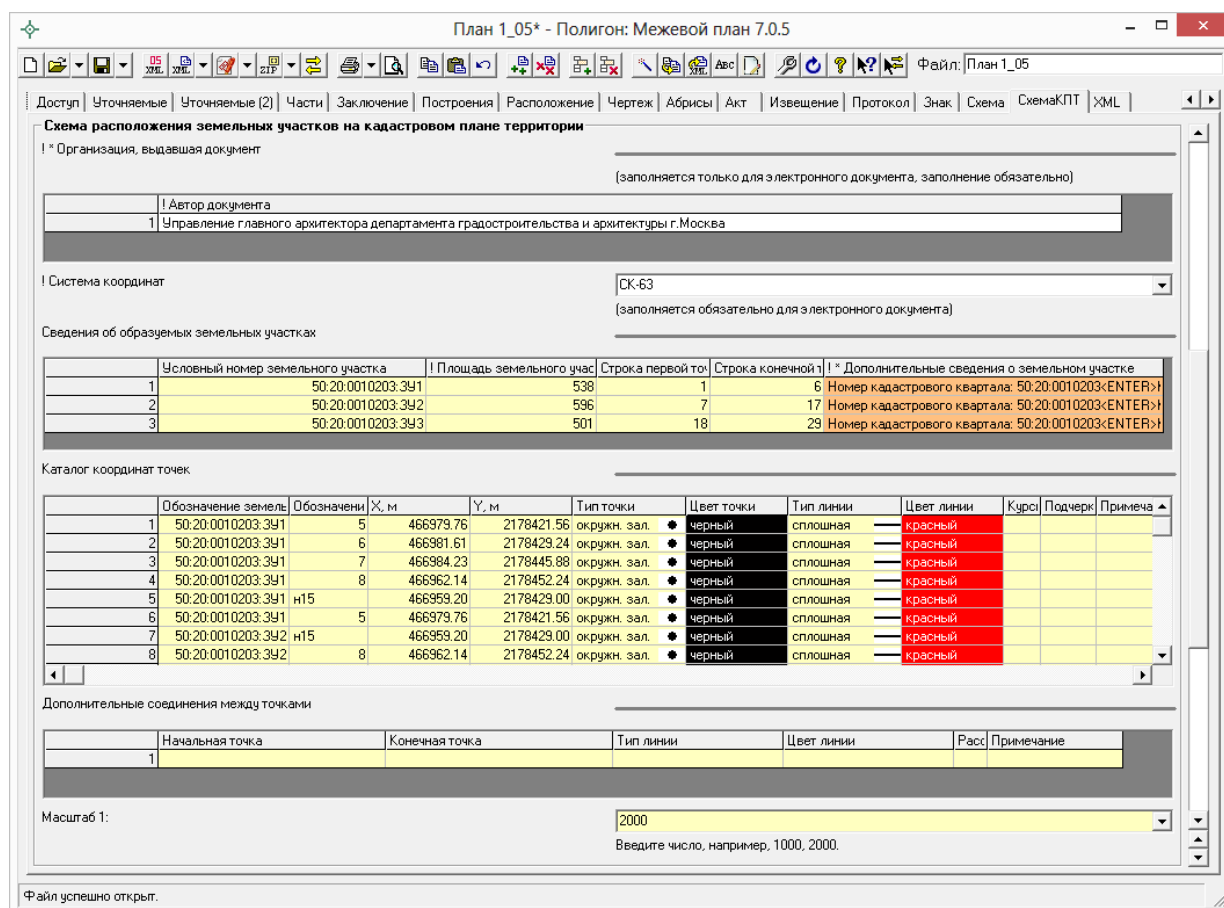 План 1_05* - Полигон: Межевой план 7.0.5
Файл: План 1_05
Доступ Уточняемые Уточняемые (2) Части Заключение Построения Расположение Чертеж Абрисы Акт Извещение Протокол Знак Схема СхемаКПТ XML
Схема расположения земельных участков на кадастровом плане территории
! * Организация, выдавшая документ
(заполняется только для электронного документа, заполнение обязательно)
! Автор документа
1 Управление главного архитектора департамента градостроительства и архитектуры г.Москва
! Система координат СК-63
(заполняется обязательно для электронного документа)
Сведения об образуемых земельных участках
Условный номер земельного участка ! Площадь земельного учас Строка первой точ Строка конечной т ! * Дополнительные сведения о земельном участке
1 50:20:0010203:ЗУ1 538 1 6 Номер кадастрового квартала: 50:20:0010203<ENTER>
2 50:20:0010203:ЗУ2 596 7 17 Номер кадастрового квартала: 50:20:0010203<ENTER>
3 50:20:0010203:ЗУ3 501 18 29 Номер кадастрового квартала: 50:20:0010203<ENTER>
Каталог координат точек
Обозначение земель Обозначени X, м Y, м Тип точки Цвет точки Тип линии Цвет линии Курси Подчерк Примеча
1 50:20:0010203:ЗУ1 5 466979.76 2178421.56 окружн. зал. черный сплошная красный
2 50:20:0010203:ЗУ1 6 466981.61 2178429.24 окружн. зал. черный сплошная красный
3 50:20:0010203:ЗУ1 7 466984.23 2178445.88 окружн. зал. черный сплошная красный
4 50:20:0010203:ЗУ1 8 466962.14 2178452.24 окружн. зал. черный сплошная красный
5 50:20:0010203:ЗУ1 н15 466959.20 2178429.00 окружн. зал. черный сплошная красный
6 50:20:0010203:ЗУ1 5 466979.76 2178421.56 окружн. зал. черный сплошная красный
7 50:20:0010203:ЗУ2 н15 466959.20 2178429.00 окружн. зал. черный сплошная красный
8 50:20:0010203:ЗУ2 8 466962.14 2178452.24 окружн. зал. черный сплошная красный
Дополнительные соединения между точками
Начальная точка Конечная точка Тип линии Цвет линии Расс Примечание
1
Масштаб 1: 2000
Введите число, например, 1000, 2000.
Файл успешно открыт.